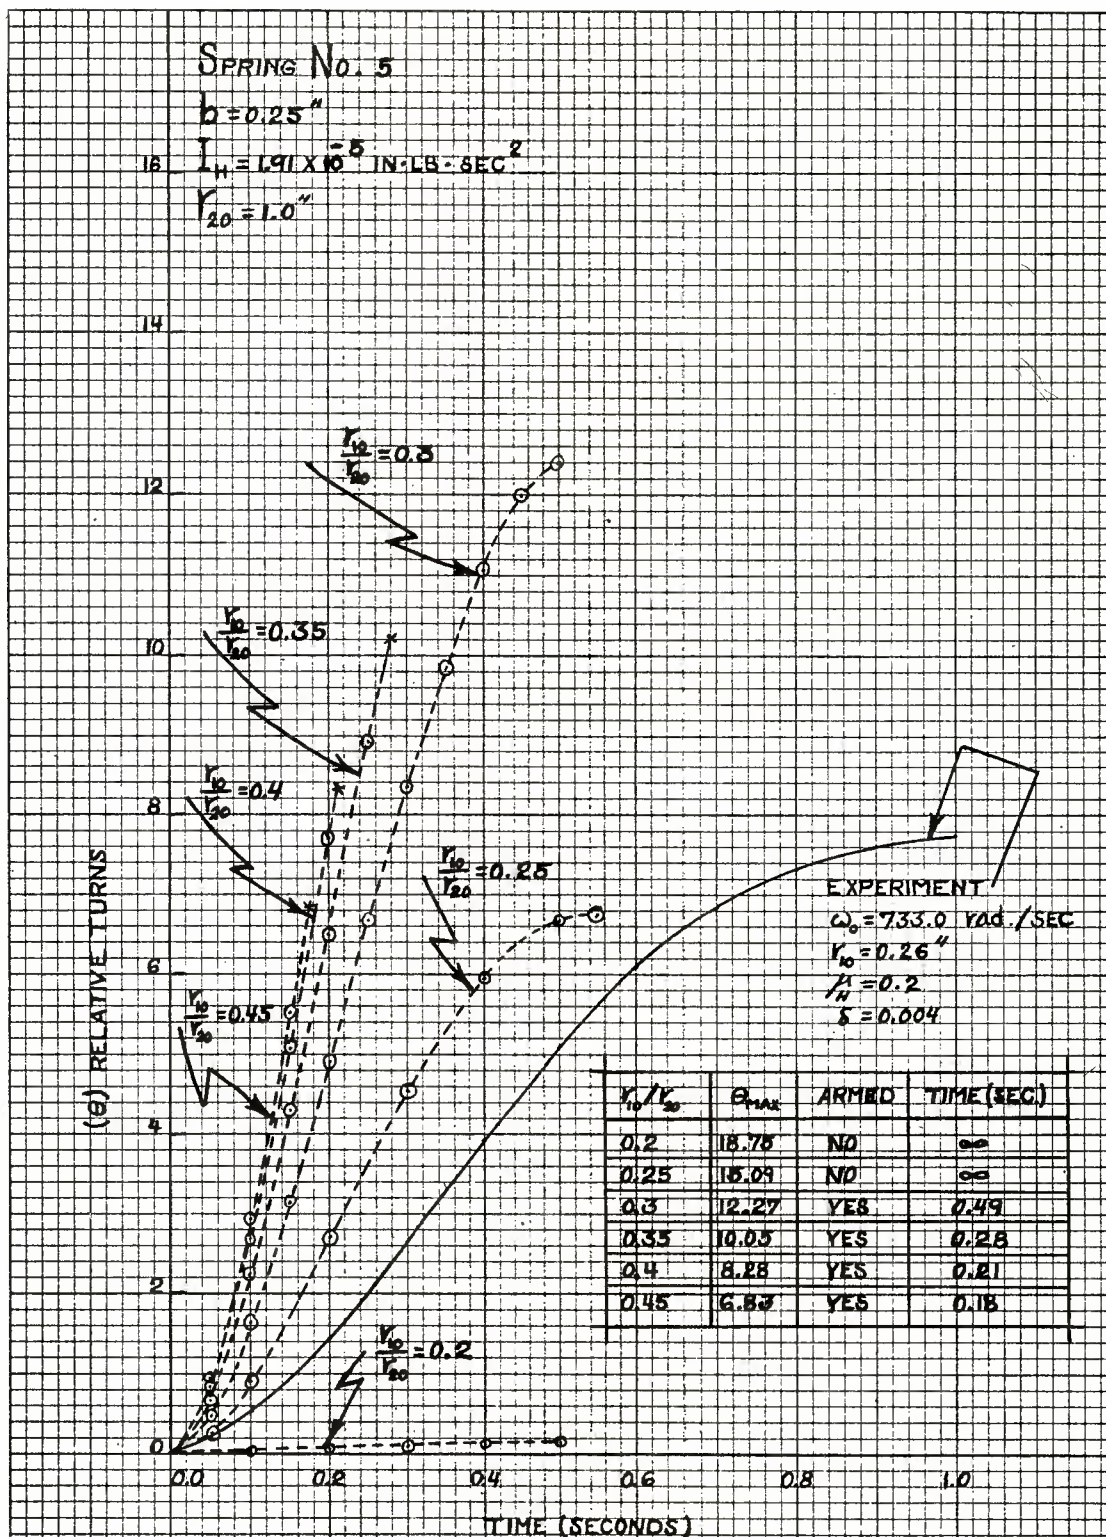 SPRING NO. 5
b = 0.25"
I_H = 1.91 X 10^-5 IN-LB-SEC^2
r_20 = 1.0"
16
14
12
10
8
6
4
2
0
(θ) RELATIVE TURNS
r_10/r_20 = 0.3
r_10/r_20 = 0.35
r_10/r_20 = 0.4
r_10/r_20 = 0.25
r_10/r_20 = 0.45
r_10/r_20 = 0.2
EXPERIMENT
ω_0 = 733.0 rad./SEC
r_10 = 0.26"
μ_H = 0.2
δ = 0.004
r_10/r_20 θ_MAX ARMED TIME (SEC.)
0.2 18.75 NO ∞
0.25 15.09 NO ∞
0.3 12.27 YES 0.49
0.35 10.05 YES 0.28
0.4 8.28 YES 0.21
0.45 6.83 YES 0.18
0.0 0.2 0.4 0.6 0.8 1.0
TIME (SECONDS)